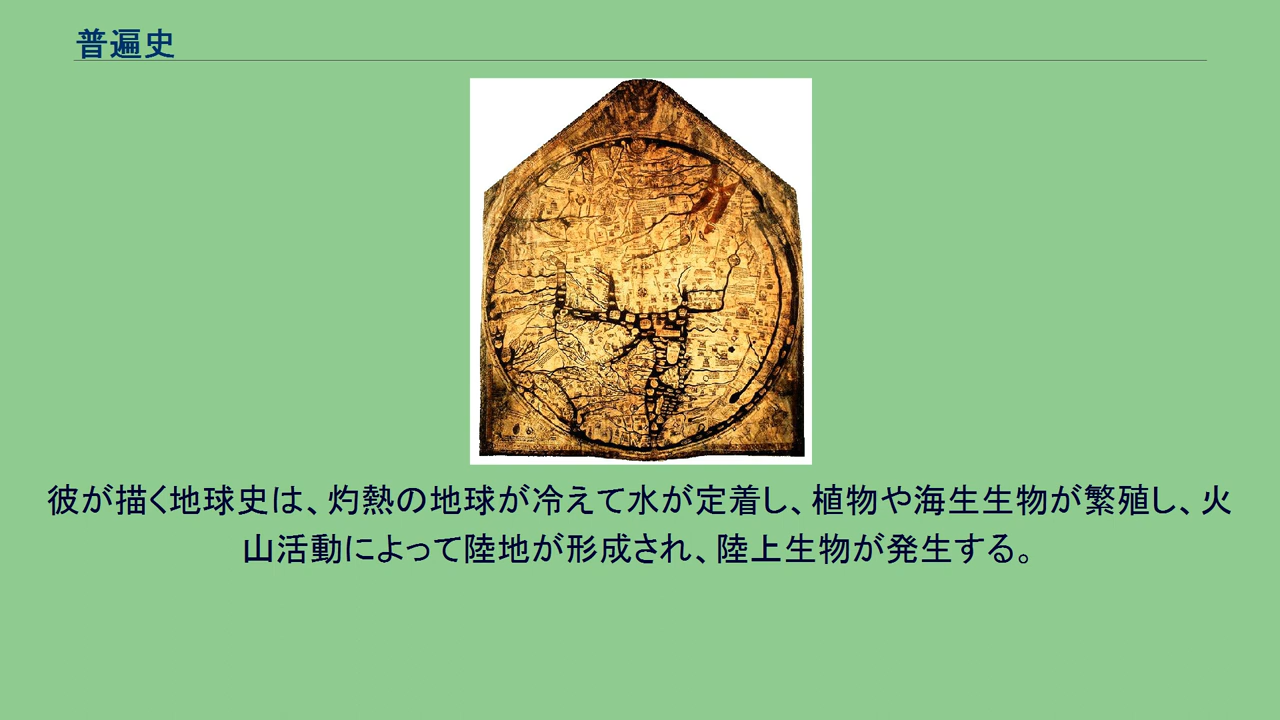 普遍史
彼が描く地球史は、灼熱の地球が冷えて水が定着し、植物や海生生物が繁殖し、火
山活動によって陸地が形成され、陸上生物が発生する。